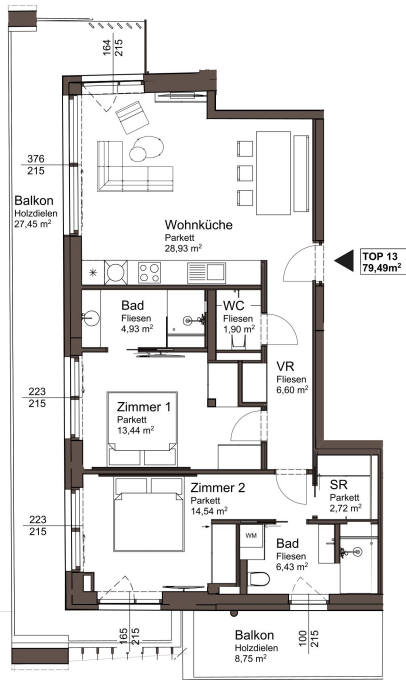 164
215
376
215
Balkon
Holzdielen
27,45 m²
Wohnküche
Parkett
28,93 m²
TOP 13
79,49m²
Bad
Fliesen
4,93 m²
WC
Fliesen
1,90 m²
VR
Fliesen
6,60 m²
223
215
Zimmer 1
Parkett
13,44 m²
Zimmer 2
Parkett
14,54 m²
SR
Parkett
2,72 m²
223
215
WM
Bad
Fliesen
6,43 m²
165
215
Balkon
Holzdielen
8,75 m²
100
215